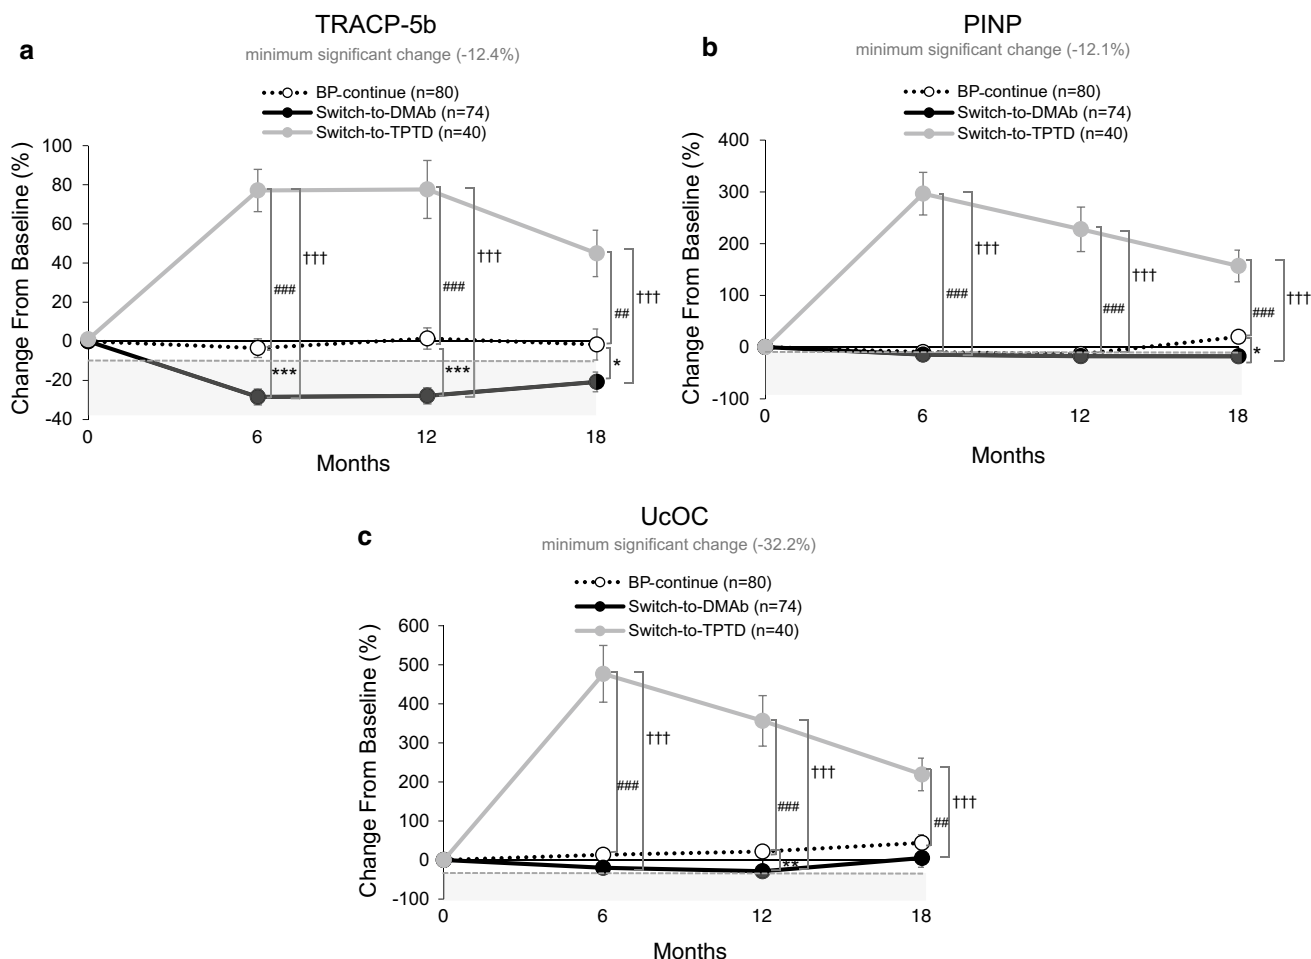 a
TRACP-5b
minimum significant change (-12.4%)
BP-continue (n=80)
Switch-to-DMAb (n=74)
Switch-to-TPTD (n=40)
Change From Baseline (%)
100
80
60
40
20
0
-20
-40
###
†††
***
###
†††
***
##
†††
*
0 6 12 18
Months
b
PINP
minimum significant change (-12.1%)
BP-continue (n=80)
Switch-to-DMAb (n=74)
Switch-to-TPTD (n=40)
Change From Baseline (%)
400
300
200
100
0
-100
###
†††
###
†††
###
†††
*
0 6 12 18
Months
c
UcOC
minimum significant change (-32.2%)
BP-continue (n=80)
Switch-to-DMAb (n=74)
Switch-to-TPTD (n=40)
Change From Baseline (%)
600
500
400
300
200
100
0
-100
###
†††
###
†††
**
##
†††
0 6 12 18
Months